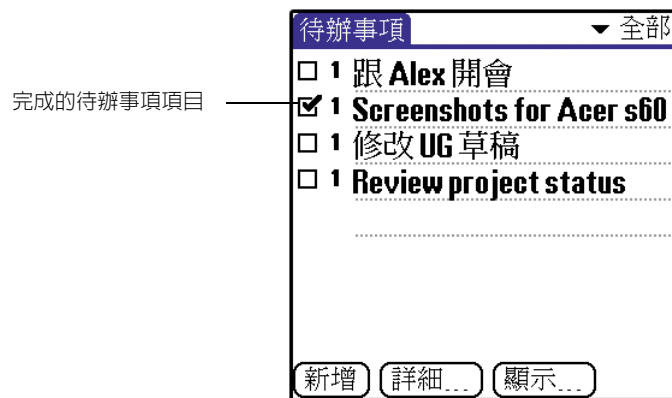 待辦事項 全部
1 跟 Alex 開會
完成的待辦事項項目
1 Screenshots for Acer s60
1 修改 UG 草稿
1 Review project status
新增 詳細... 顯示...